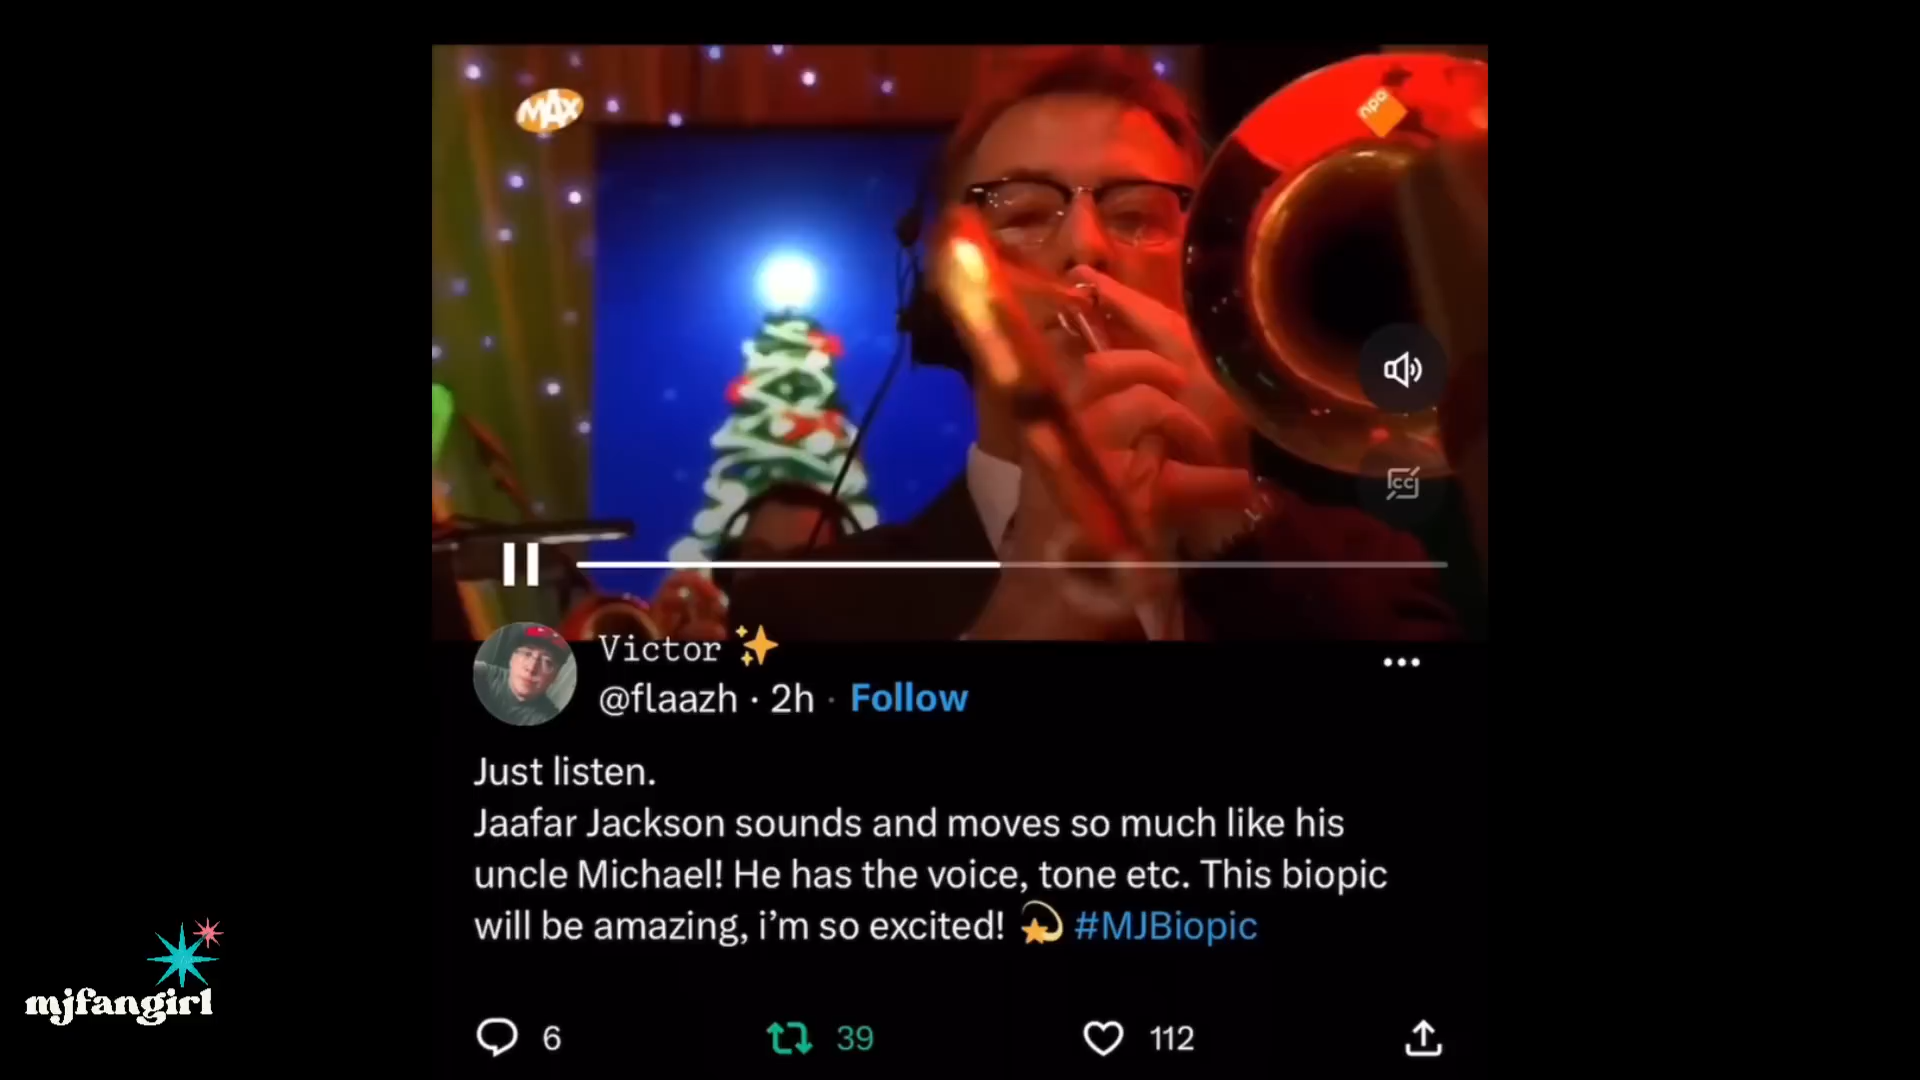 MAX
npo
CC
Victor ✨
@flaazh · 2h · Follow
Just listen.
Jaafar Jackson sounds and moves so much like his
uncle Michael! He has the voice, tone etc. This biopic
will be amazing, i’m so excited! 💫 #MJBiopic
mjfangirl
6
39
112